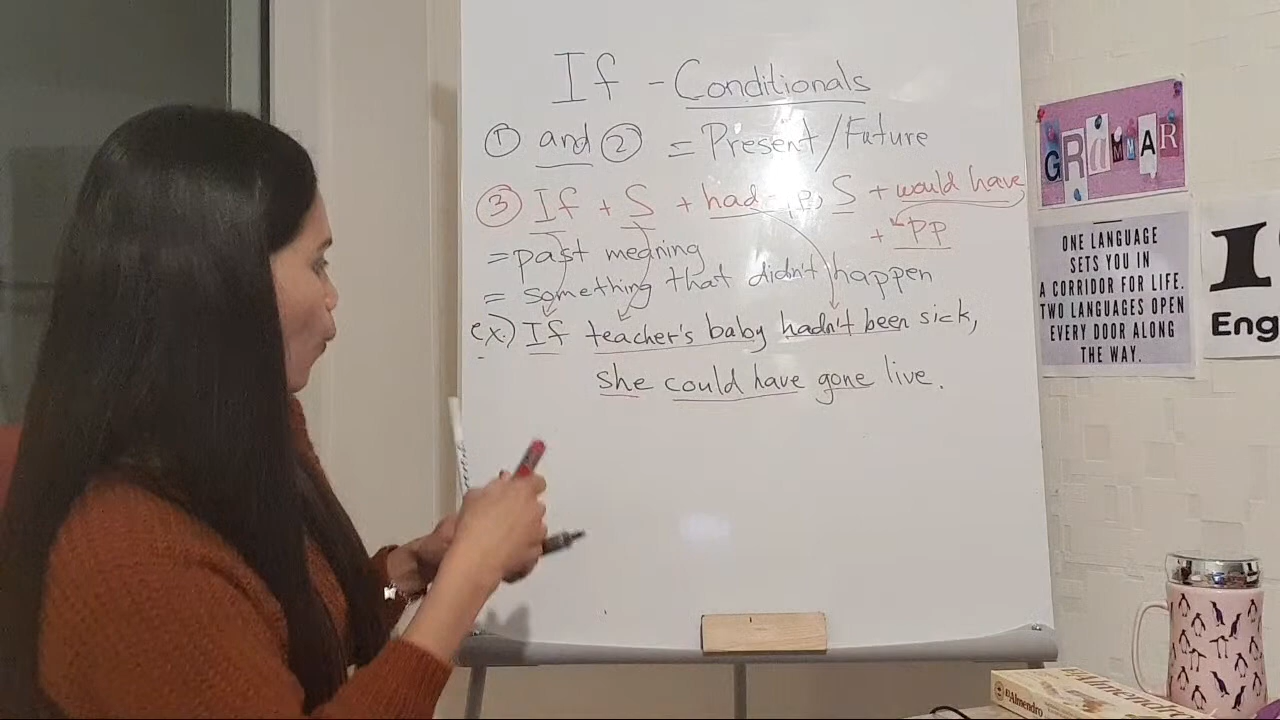 If - Conditionals
① and ② = Present/Future
③ If + S + had - PP, S + would have
+ PP
= past meaning
= something that didn't happen
ex.) If teacher's baby hadn't been sick,
she could have gone live.
GRAMMAR
ONE LANGUAGE
SETS YOU IN
A CORRIDOR FOR LIFE.
TWO LANGUAGES OPEN
EVERY DOOR ALONG
THE WAY.
I
Eng
elAlmendro